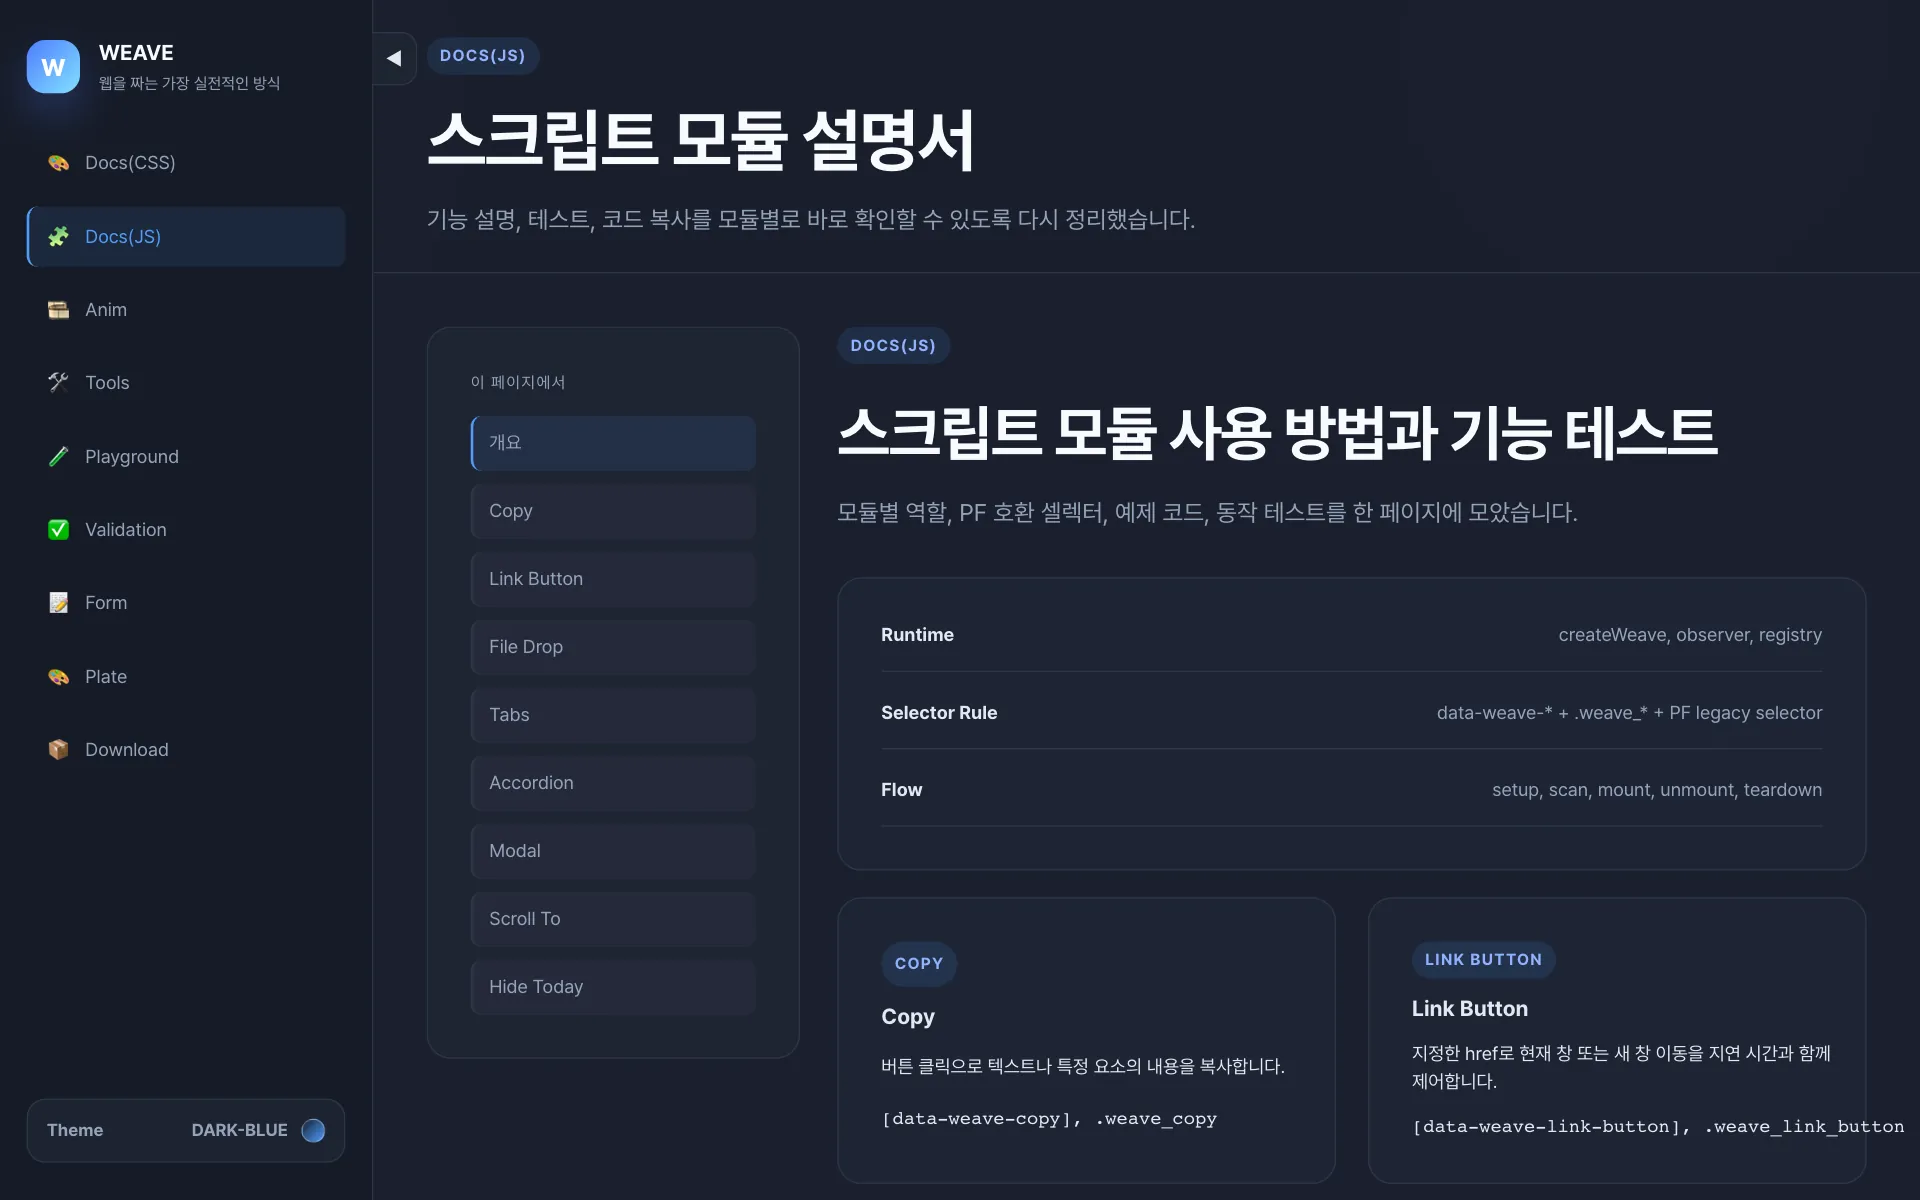 W
WEAVE
웹을 짜는 가장 실전적인 방식
Docs(CSS)
Docs(JS)
Anim
Tools
Playground
Validation
Form
Plate
Download
Theme
DARK-BLUE
DOCS(JS)
스크립트 모듈 설명서
기능 설명, 테스트, 코드 복사를 모듈별로 바로 확인할 수 있도록 다시 정리했습니다.
이 페이지에서
개요
Copy
Link Button
File Drop
Tabs
Accordion
Modal
Scroll To
Hide Today
DOCS(JS)
스크립트 모듈 사용 방법과 기능 테스트
모듈별 역할, PF 호환 셀렉터, 예제 코드, 동작 테스트를 한 페이지에 모았습니다.
Runtime
createWeave, observer, registry
Selector Rule
data-weave-* + .weave_* + PF legacy selector
Flow
setup, scan, mount, unmount, teardown
COPY
Copy
버튼 클릭으로 텍스트나 특정 요소의 내용을 복사합니다.
[data-weave-copy], .weave_copy
LINK BUTTON
Link Button
지정한 href로 현재 창 또는 새 창 이동을 지연 시간과 함께
제어합니다.
[data-weave-link-button], .weave_link_button